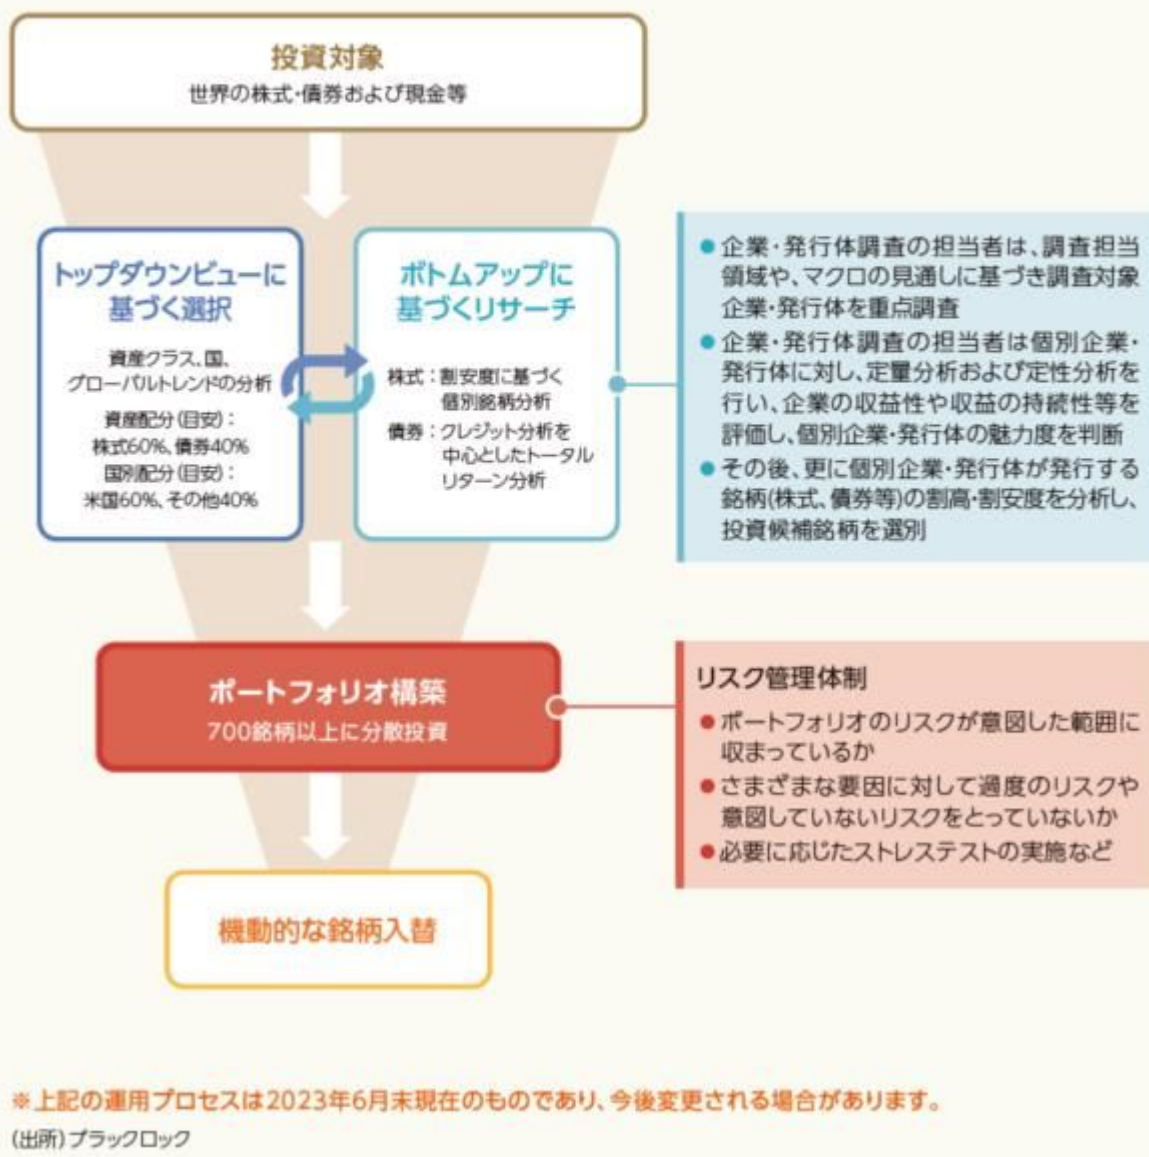 投資対象
世界の株式・債券および現金等
トップダウンビューに
基づく選択
資産クラス、国、
グローバルトレンドの分析
資産配分(目安):
株式60%、債券40%
国別配分(目安):
米国60%、その他40%
ボトムアップに
基づくリサーチ
株式:割安度に基づく
個別銘柄分析
債券:クレジット分析を
中心としたトータル
リターン分析
●企業・発行体調査の担当者は、調査担当
領域や、マクロの見通しに基づき調査対象
企業・発行体を重点調査
●企業・発行体調査の担当者は個別企業・
発行体に対し、定量分析および定性分析を
行い、企業の収益性や収益の持続性等を
評価し、個別企業・発行体の魅力度を判断
●その後、更に個別企業・発行体が発行する
銘柄(株式、債券等)の割高・割安度を分析し、
投資候補銘柄を選別
ポートフォリオ構築
700銘柄以上に分散投資
リスク管理体制
●ポートフォリオのリスクが意図した範囲に
収まっているか
●さまざまな要因に対して過度のリスクや
意図していないリスクをとっていないか
●必要に応じたストレステストの実施など
機動的な銘柄入替
※上記の運用プロセスは2023年6月末現在のものであり、今後変更される場合があります。
(出所)ブラックロック